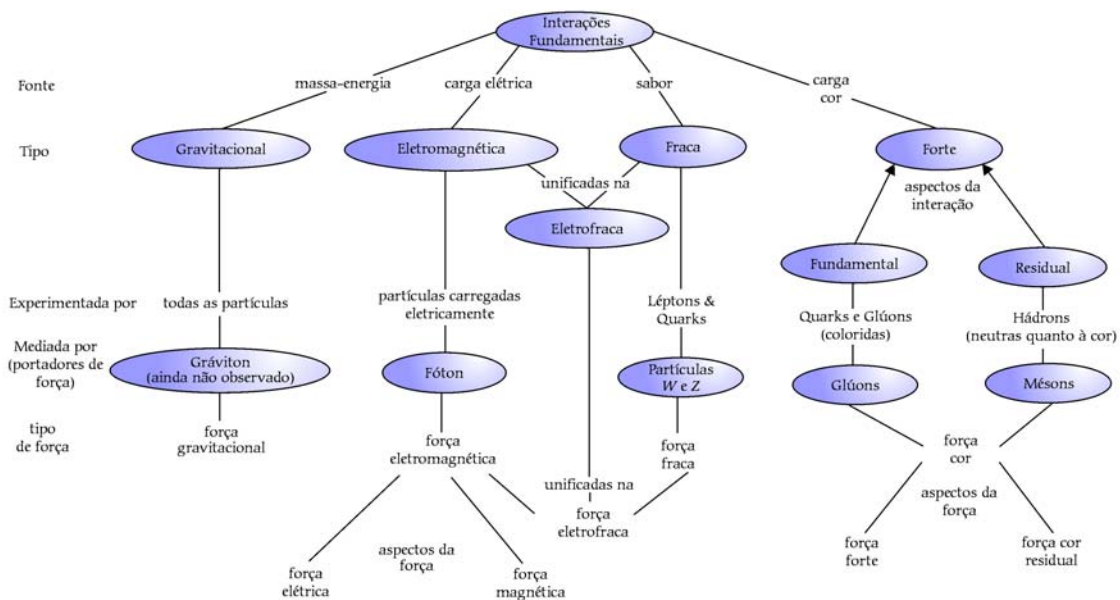 Interações
Fundamentais
Fonte
massa-energia
carga elétrica
sabor
carga
cor
Tipo
Gravitacional
Eletromagnética
Fraca
Forte
unificadas na
aspectos da
interação
Eletrofraca
Fundamental
Residual
Experimentada por
todas as partículas
partículas carregadas
eletricamente
Léptons &
Quarks
Quarks e Glúons
(coloridas)
Hádrons
(neutras quanto à cor)
Mediada por
(portadores de
força)
Gráviton
(ainda não observado)
Fóton
Partículas
W e Z
Glúons
Mésons
tipo
de força
força
gravitacional
força
eletromagnética
força
fraca
força
cor
unificadas na
força
eletrofraca
aspectos da
força
força
elétrica
aspectos da
força
força
magnética
força
forte
força cor
residual